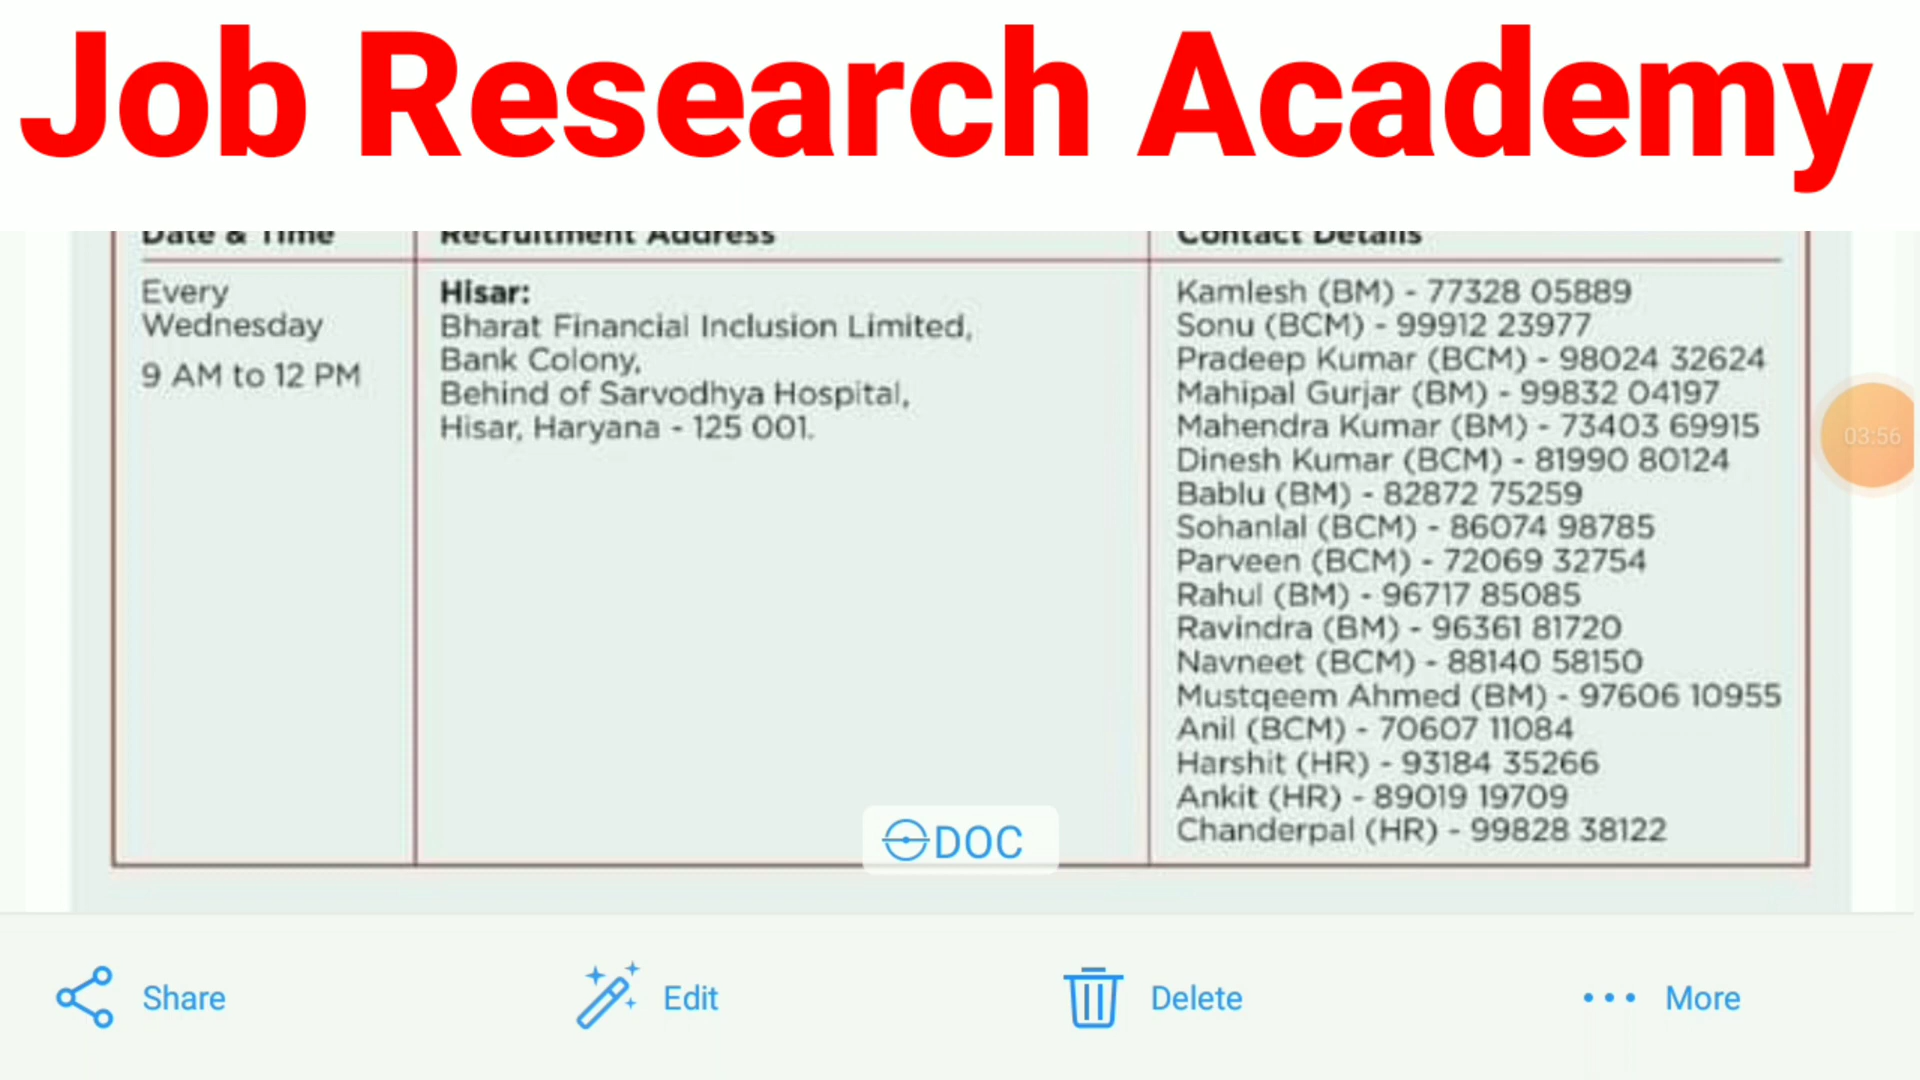 Job Research Academy
Date & Time
Recruitment Address
Contact Details
Every
Wednesday
9 AM to 12 PM
Hisar:
Bharat Financial Inclusion Limited,
Bank Colony,
Behind of Sarvodhya Hospital,
Hisar, Haryana - 125 001.
Kamlesh (BM) - 77328 05889
Sonu (BCM) - 99912 23977
Pradeep Kumar (BCM) - 98024 32624
Mahipal Gurjar (BM) - 99832 04197
Mahendra Kumar (BM) - 73403 69915
Dinesh Kumar (BCM) - 81990 80124
Bablu (BM) - 82872 75259
Sohanlal (BCM) - 86074 98785
Parveen (BCM) - 72069 32754
Rahul (BM) - 96717 85085
Ravindra (BM) - 96361 81720
Navneet (BCM) - 88140 58150
Mustqeem Ahmed (BM) - 97606 10955
Anil (BCM) - 70607 11084
Harshit (HR) - 93184 35266
Ankit (HR) - 89019 19709
Chanderpal (HR) - 99828 38122
03:56
DOC
Share
Edit
Delete
More